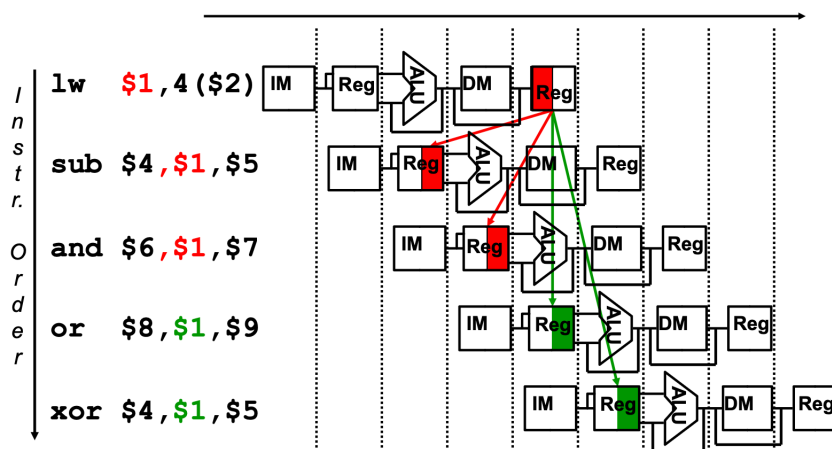 Instr. Order
lw $1,4($2) IM Reg ALU DM Reg
sub $4,$1,$5 IM Reg ALU DM Reg
and $6,$1,$7 IM Reg ALU DM Reg
or $8,$1,$9 IM Reg ALU DM Reg
xor $4,$1,$5 IM Reg ALU DM Reg